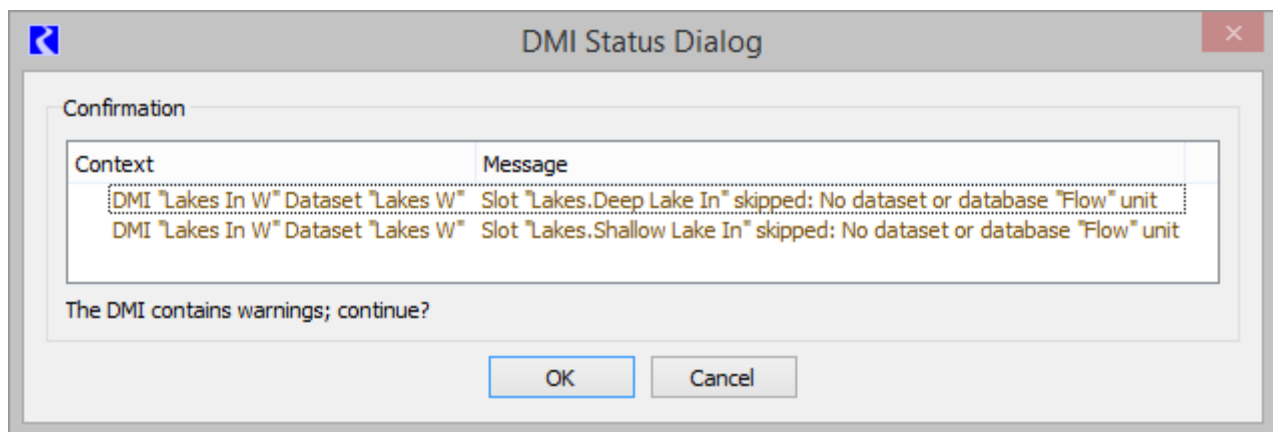 DMI Status Dialog
Confirmation
Context Message
DMI "Lakes In W" Dataset "Lakes W" Slot "Lakes.Deep Lake In" skipped: No dataset or database "Flow" unit
DMI "Lakes In W" Dataset "Lakes W" Slot "Lakes.Shallow Lake In" skipped: No dataset or database "Flow" unit
The DMI contains warnings; continue?
OK Cancel